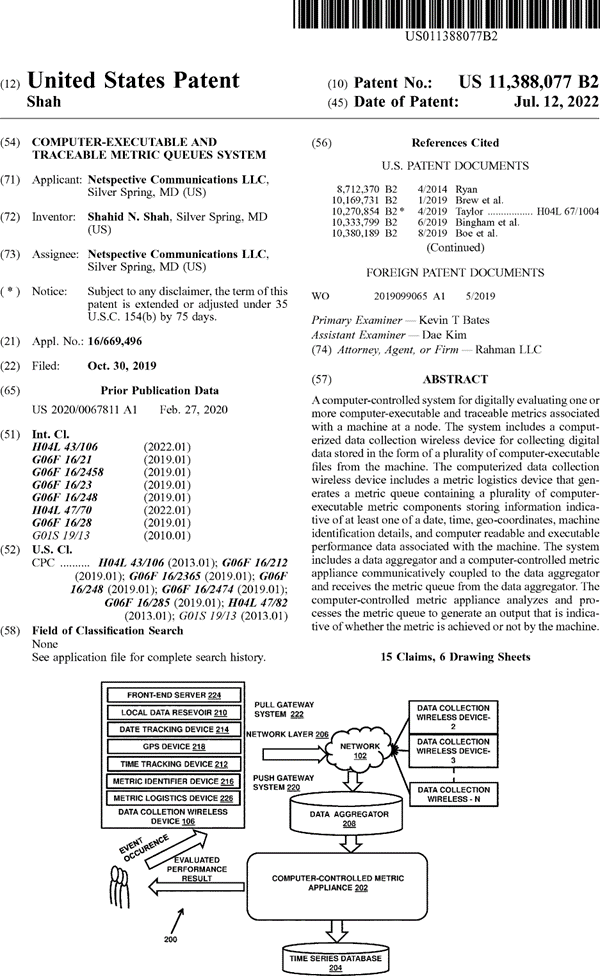 US011388077B2
(12) United States Patent
Shah
(10) Patent No.: US 11,388,077 B2
(45) Date of Patent: Jul. 12, 2022
(54) COMPUTER-EXECUTABLE AND
TRACEABLE METRIC QUEUES SYSTEM
(71) Applicant: Netspective Communications LLC,
Silver Spring, MD (US)
(72) Inventor: Shahid N. Shah, Silver Spring, MD
(US)
(73) Assignee: Netspective Communications LLC,
Silver Spring, MD (US)
( * ) Notice: Subject to any disclaimer, the term of this
patent is extended or adjusted under 35
U.S.C. 154(b) by 75 days.
(21) Appl. No.: 16/669,496
(22) Filed: Oct. 30, 2019
(65) Prior Publication Data
US 2020/0067811 A1 Feb. 27, 2020
(51) Int. Cl.
H04L 43/106 (2022.01)
G06F 16/21 (2019.01)
G06F 16/2458 (2019.01)
G06F 16/23 (2019.01)
G06F 16/248 (2019.01)
H04L 47/70 (2022.01)
G06F 16/28 (2019.01)
G01S 19/13 (2010.01)
(52) U.S. Cl.
CPC .......... H04L 43/106 (2013.01); G06F 16/212
(2019.01); G06F 16/2365 (2019.01); G06F
16/248 (2019.01); G06F 16/2474 (2019.01);
G06F 16/285 (2019.01); H04L 47/82
(2013.01); G01S 19/13 (2013.01)
(58) Field of Classification Search
None
See application file for complete search history.
(56) References Cited
U.S. PATENT DOCUMENTS
8,712,370 B2 4/2014 Ryan
10,169,731 B2 1/2019 Brew et al.
10,270,854 B2 * 4/2019 Taylor ................ H04L 67/1004
10,333,799 B2 6/2019 Bingham et al.
10,380,189 B2 8/2019 Boe et al.
(Continued)
FOREIGN PATENT DOCUMENTS
WO 2019099065 A1 5/2019
Primary Examiner — Kevin T Bates
Assistant Examiner — Dae Kim
(74) Attorney, Agent, or Firm — Rahman LLC
(57) ABSTRACT
A computer-controlled system for digitally evaluating one or
more computer-executable and traceable metrics associated
with a machine at a node. The system includes a comput-
erized data collection wireless device for collecting digital
data stored in the form of a plurality of computer-executable
files from the machine. The computerized data collection
wireless device includes a metric logistics device that gen-
erates a metric queue containing a plurality of computer-
executable metric components storing information indica-
tive of at least one of a date, time, geo-coordinates, machine
identification details, and computer readable and executable
performance data associated with the machine. The system
includes a data aggregator and a computer-controlled metric
appliance communicatively coupled to the data aggregator
and receives the metric queue from the data aggregator. The
computer-controlled metric appliance analyzes and pro-
cesses the metric queue to generate an output that is indica-
tive of whether the metric is achieved or not by the machine.
15 Claims, 6 Drawing Sheets
FRONT-END SERVER 224
LOCAL DATA RESEVOIR 210
DATE TRACKING DEVICE 214
GPS DEVICE 218
TIME TRACKING DEVICE 212
METRIC IDENTIFIER DEVICE 216
METRIC LOGISTICS DEVICE 226
DATA COLLETION WIRELESS
DEVICE 106
PULL GATEWAY
SYSTEM 222
NETWORK LAYER 206
PUSH GATEWAY
SYSTEM 220
NETWORK
102
DATA COLLECTION
WIRELESS DEVICE-
2
DATA COLLECTION
WIRELESS DEVICE-
3
DATA COLLECTION
WIRELESS - N
DATA AGGREGATOR
208
EVENT
OCCURENCE
EVALUATED
PERFORMANCE
RESULT
COMPUTER-CONTROLLED METRIC
APPLIANCE 202
200
TIME SERIES DATABASE
204